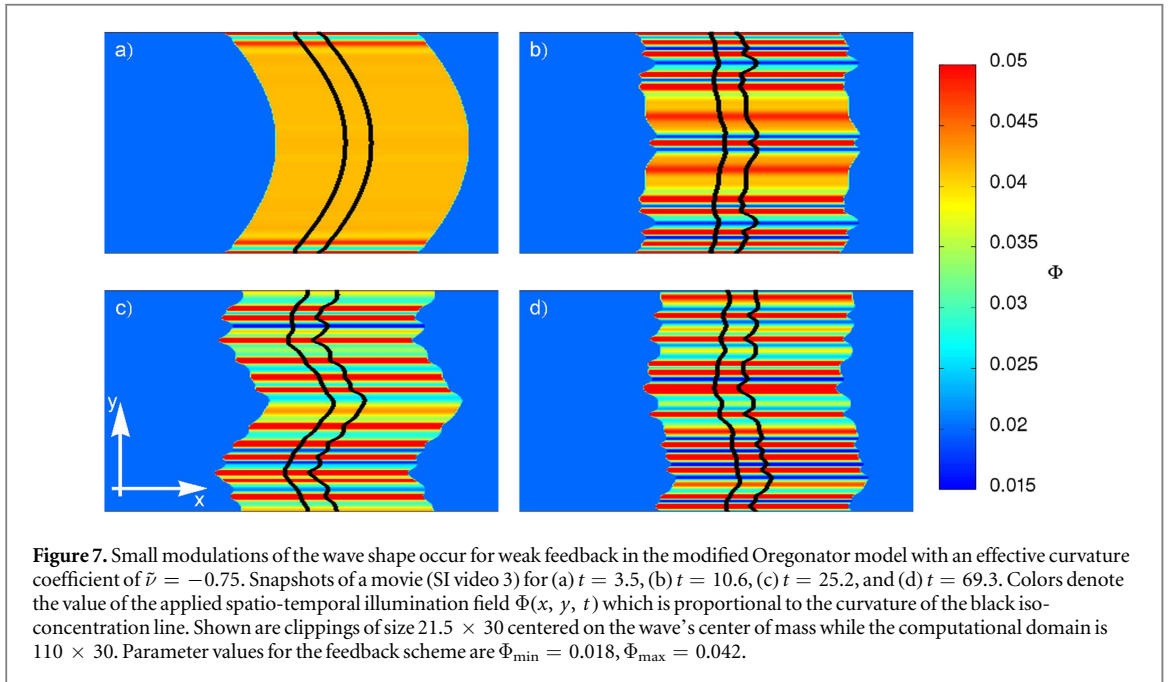 a)
b)
0.05
0.045
0.04
0.035
0.03
0.025
0.02
0.015
Φ
c)
y
x
d)
Figure 7. Small modulations of the wave shape occur for weak feedback in the modified Oregonator model with an effective curvature
coefficient of ν̃ = −0.75. Snapshots of a movie (SI video 3) for (a) t = 3.5, (b) t = 10.6, (c) t = 25.2, and (d) t = 69.3. Colors denote
the value of the applied spatio-temporal illumination field Φ(x, y, t) which is proportional to the curvature of the black iso-
concentration line. Shown are clippings of size 21.5 × 30 centered on the wave's center of mass while the computational domain is
110 × 30. Parameter values for the feedback scheme are Φmin = 0.018, Φmax = 0.042.